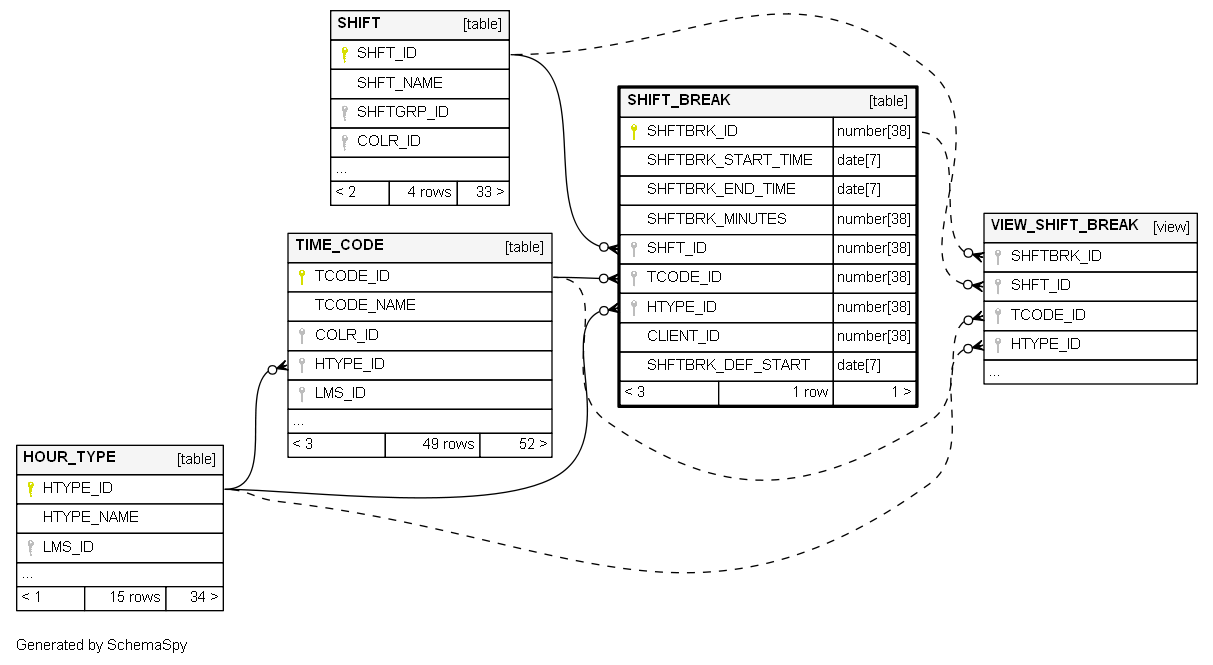 SHIFT [table]
SHFT_ID
SHFT_NAME
SHFTGRP_ID
COLR_ID
...
< 2 4 rows 33 >
SHIFT_BREAK [table]
SHFTBRK_ID number[38]
SHFTBRK_START_TIME date[7]
SHFTBRK_END_TIME date[7]
SHFTBRK_MINUTES number[38]
SHFT_ID number[38]
TCODE_ID number[38]
HTYPE_ID number[38]
CLIENT_ID number[38]
SHFTBRK_DEF_START date[7]
< 3 1 row 1 >
VIEW_SHIFT_BREAK [view]
SHFTBRK_ID
SHFT_ID
TCODE_ID
HTYPE_ID
...
TIME_CODE [table]
TCODE_ID
TCODE_NAME
COLR_ID
HTYPE_ID
LMS_ID
...
< 3 49 rows 52 >
HOUR_TYPE [table]
HTYPE_ID
HTYPE_NAME
LMS_ID
...
< 1 15 rows 34 >
Generated by SchemaSpy